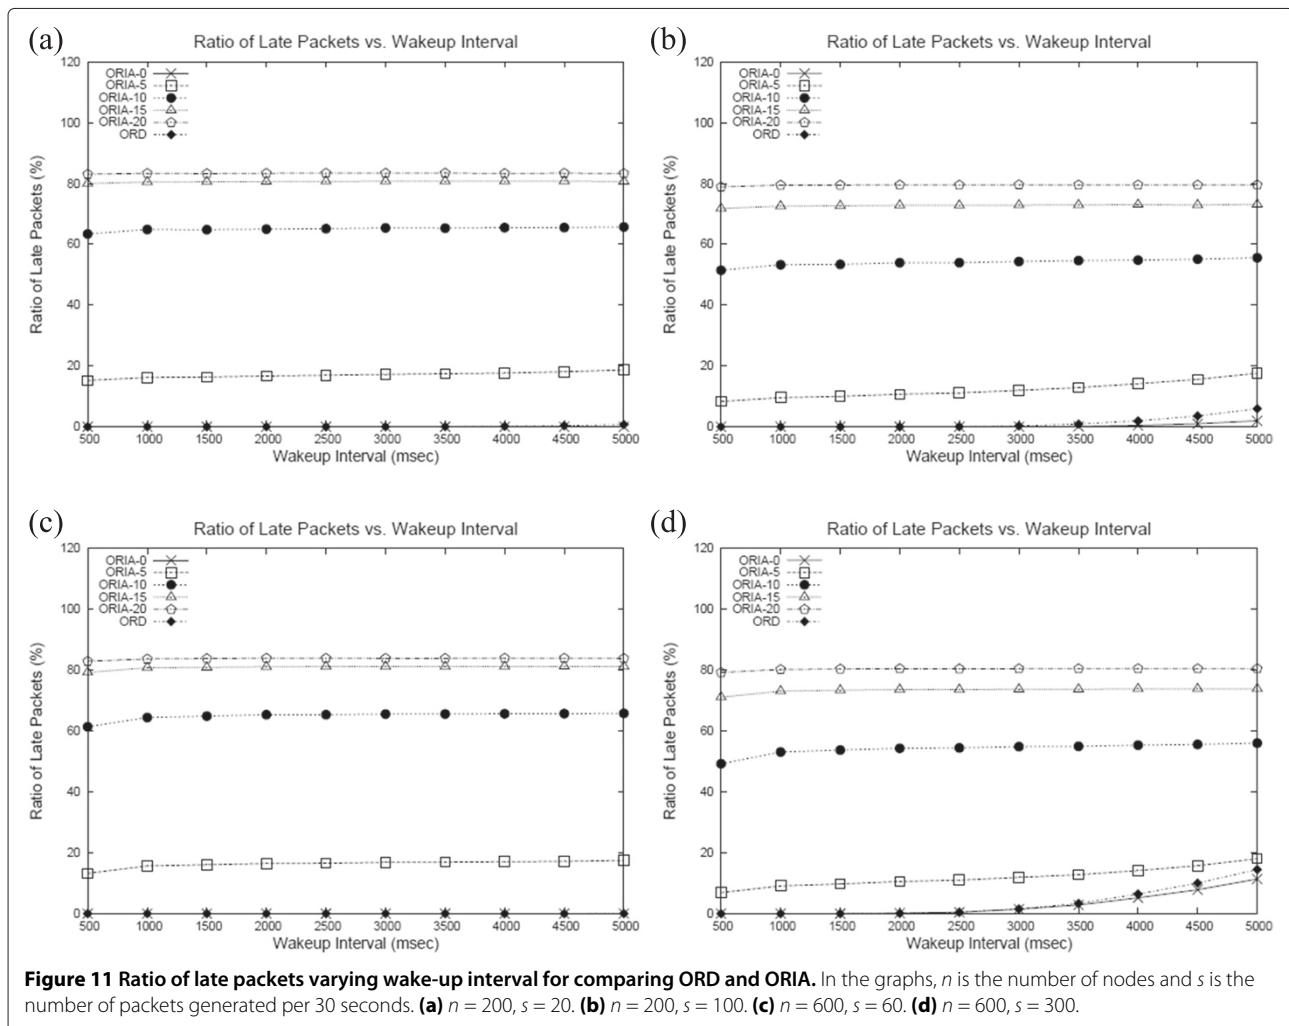 (a)
Ratio of Late Packets vs. Wakeup Interval
120
100
80
60
40
20
0
Ratio of Late Packets (%)
ORIA-0
ORIA-5
ORIA-10
ORIA-15
ORIA-20
ORD
500 1000 1500 2000 2500 3000 3500 4000 4500 5000
Wakeup Interval (msec)
(b)
Ratio of Late Packets vs. Wakeup Interval
120
100
80
60
40
20
0
Ratio of Late Packets (%)
ORIA-0
ORIA-5
ORIA-10
ORIA-15
ORIA-20
ORD
500 1000 1500 2000 2500 3000 3500 4000 4500 5000
Wakeup Interval (msec)
(c)
Ratio of Late Packets vs. Wakeup Interval
120
100
80
60
40
20
0
Ratio of Late Packets (%)
ORIA-0
ORIA-5
ORIA-10
ORIA-15
ORIA-20
ORD
500 1000 1500 2000 2500 3000 3500 4000 4500 5000
Wakeup Interval (msec)
(d)
Ratio of Late Packets vs. Wakeup Interval
120
100
80
60
40
20
0
Ratio of Late Packets (%)
ORIA-0
ORIA-5
ORIA-10
ORIA-15
ORIA-20
ORD
500 1000 1500 2000 2500 3000 3500 4000 4500 5000
Wakeup Interval (msec)
Figure 11 Ratio of late packets varying wake-up interval for comparing ORD and ORIA. In the graphs, n is the number of nodes and s is the
number of packets generated per 30 seconds. (a) n = 200, s = 20. (b) n = 200, s = 100. (c) n = 600, s = 60. (d) n = 600, s = 300.